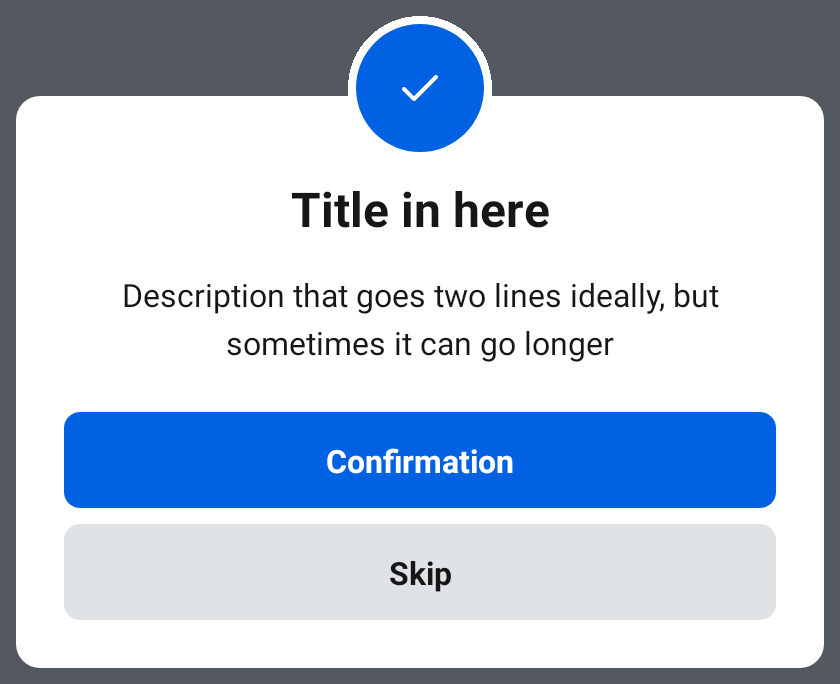 Title in here
Description that goes two lines ideally, but
sometimes it can go longer
Confirmation
Skip